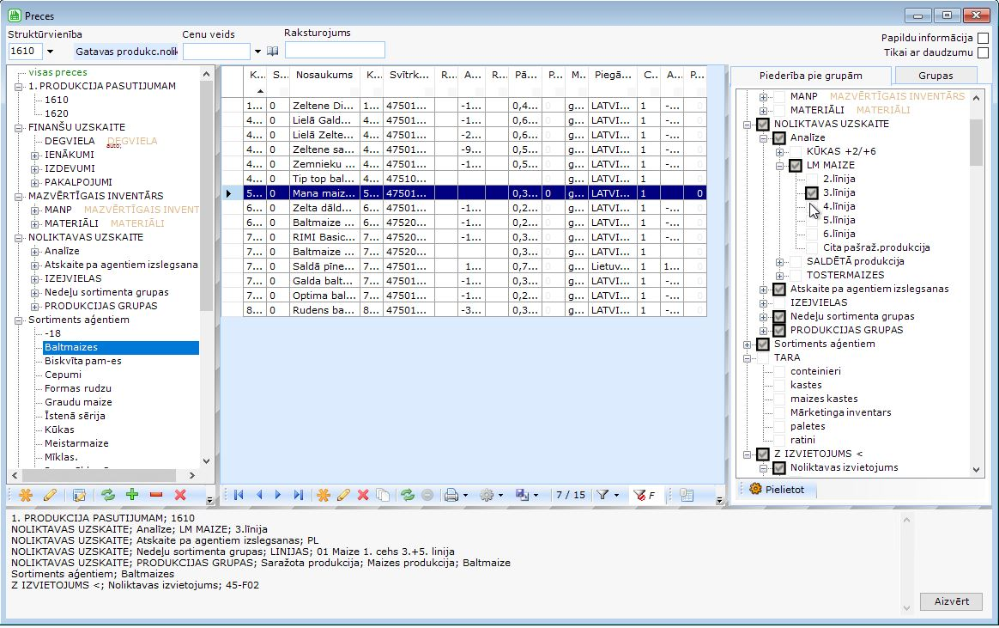 Preces
Struktūrvienība
Cenu veids
Raksturojums
1610
Gatavas produkc.nolik
Papildu informācija
Tikai ar daudzumu
visas preces
1. PRODUKCIJA PASUTIJUMAM
1610
1620
FINANŠU UZSKAITE
DEGVIELA DEGVIELA
auto;
IENĀKUMI
IZDEVUMI
PAKALPOJUMI
MAZVĒRTĪGAIS INVENTĀRS
MANP MAZVĒRTĪGAIS INVENT
MATERIĀLI MATERIĀLI
NOLIKTAVAS UZSKAITE
Analīze
Atskaite pa agentiem izslegsana
IZEJVIELAS
Nedeļu sortimenta grupas
PRODUKCIJAS GRUPAS
Sortiments aģentiem
-18
Baltmaizes
Biskvīta pam-es
Cepumi
Formas rudzu
Graudu maize
Īstenā sērija
Kūkas
Meistarmaize
Mīklas.
K... S... Nosaukums K... Svītrk... R... A... R... Pā... P... M... Piegā... C... A... P...
1... 0 Zeltene Di... 1... 47501... -1... 0,4... 0 g... LATVI... 1 -... 0
4... 0 Lielā Gald... 4... 47501... -1... 0,6... 0 g... LATVI... 1 -... 0
4... 0 Lielā Zelte... 4... 47501... -2... 0,6... 0 g... LATVI... 1 -... 0
4... 0 Zeltene sa... 4... 47501... -9... 0,5... 0 g... LATVI... 1 -... 0
4... 0 Zemnieku ... 4... 47501... -1... 0,5... 0 g... LATVI... 1 -... 0
4... 0 Tip top bal... 4... 47510... 0 g... LATVI... 1 0
5... 0 Mana maiz... 5... 47501... 0,3... 0 g... LATVI... 1 0
6... 0 Zelta dāld... 6... 47501... -1... 0,2... 0 g... LATVI... 1 -... 0
6... 0 Baltmaize ... 6... 47520... -1... 0,2... 0 g... LATVI... 1 -... 0
7... 0 RIMI Basic... 7... 47520... -1... 0,3... 0 g... LATVI... 1 -... 0
7... 0 Baltmaize ... 7... 47520... 0,3... 0 g... LATVI... 1 0
7... 0 Saldā pīne... 7... 47501... 1... 0,7... 0 g... Lietuv... 1 1... 0
7... 0 Galda balt... 7... 47501... -1... 0,3... 0 g... LATVI... 1 -... 0
7... 0 Optima bal... 7... 47501... -1... 0,2... 0 g... LATVI... 1 -... 0
8... 0 Rudens ba... 8... 47501... -3... 0,3... 0 g... LATVI... 1 -... 0
7 / 15
F
Piederība pie grupām
Grupas
MANP MAZVĒRTĪGAIS INVENTĀRS
MATERIĀLI MATERIĀLI
NOLIKTAVAS UZSKAITE
Analīze
KŪKAS +2/+6
LM MAIZE
2.līnija
3.līnija
4.līnija
5.līnija
6.līnija
Cita pašraž.produkcija
SALDĒTĀ produkcija
TOSTERMAIZES
Atskaite pa agentiem izslegsanas
IZEJVIELAS
Nedeļu sortimenta grupas
PRODUKCIJAS GRUPAS
Sortiments aģentiem
TARA
conteinieri
kastes
maizes kastes
Mārketinga inventars
paletes
ratini
Z IZVIETOJUMS <
Noliktavas izvietojums
Pielietot
1. PRODUKCIJA PASUTIJUMAM; 1610
NOLIKTAVAS UZSKAITE; Analīze; LM MAIZE; 3.līnija
NOLIKTAVAS UZSKAITE; Atskaite pa agentiem izslegsanas; PL
NOLIKTAVAS UZSKAITE; Nedeļu sortimenta grupas; LINIJAS; 01 Maize 1. cehs 3.+5. linija
NOLIKTAVAS UZSKAITE; PRODUKCIJAS GRUPAS; Saražota produkcija; Maizes produkcija; Baltmaize
Sortiments aģentiem; Baltmaizes
Z IZVIETOJUMS <; Noliktavas izvietojums; 45-F02
Aizvērt